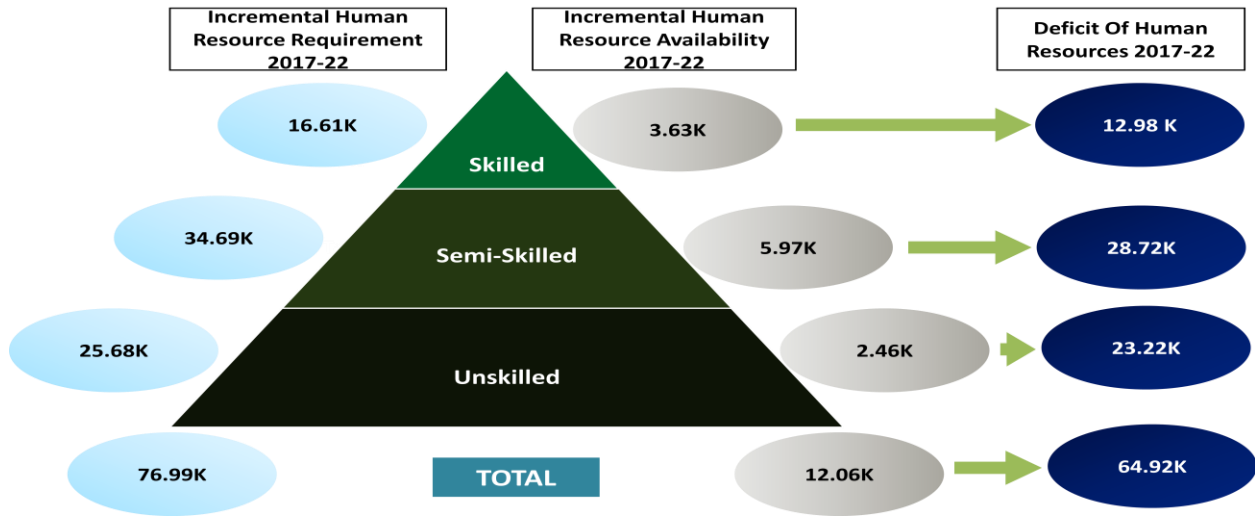 Incremental Human
Resource Requirement
2017-22
Incremental Human
Resource Availability
2017-22
Deficit Of Human
Resources 2017-22
16.61K
3.63K
12.98 K
Skilled
34.69K
Semi-Skilled
5.97K
28.72K
25.68K
Unskilled
2.46K
23.22K
76.99K
TOTAL
12.06K
64.92K